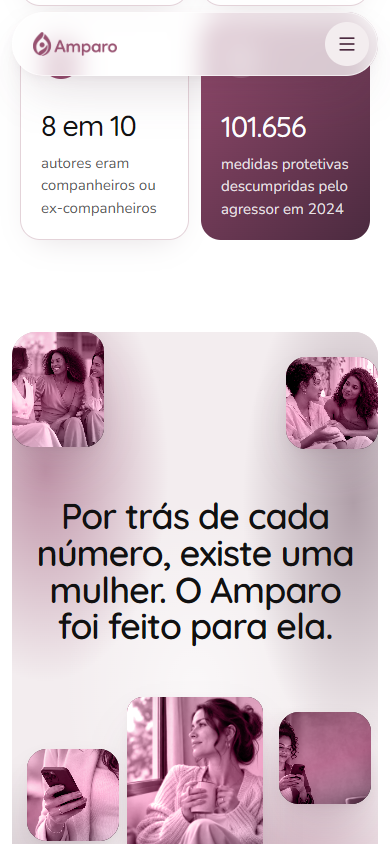 Amparo
8 em 10
autores eram
companheiros ou
ex-companheiros
101.656
medidas protetivas
descumpridas pelo
agressor em 2024
Por trás de cada
número, existe uma
mulher. O Amparo
foi feito para ela.